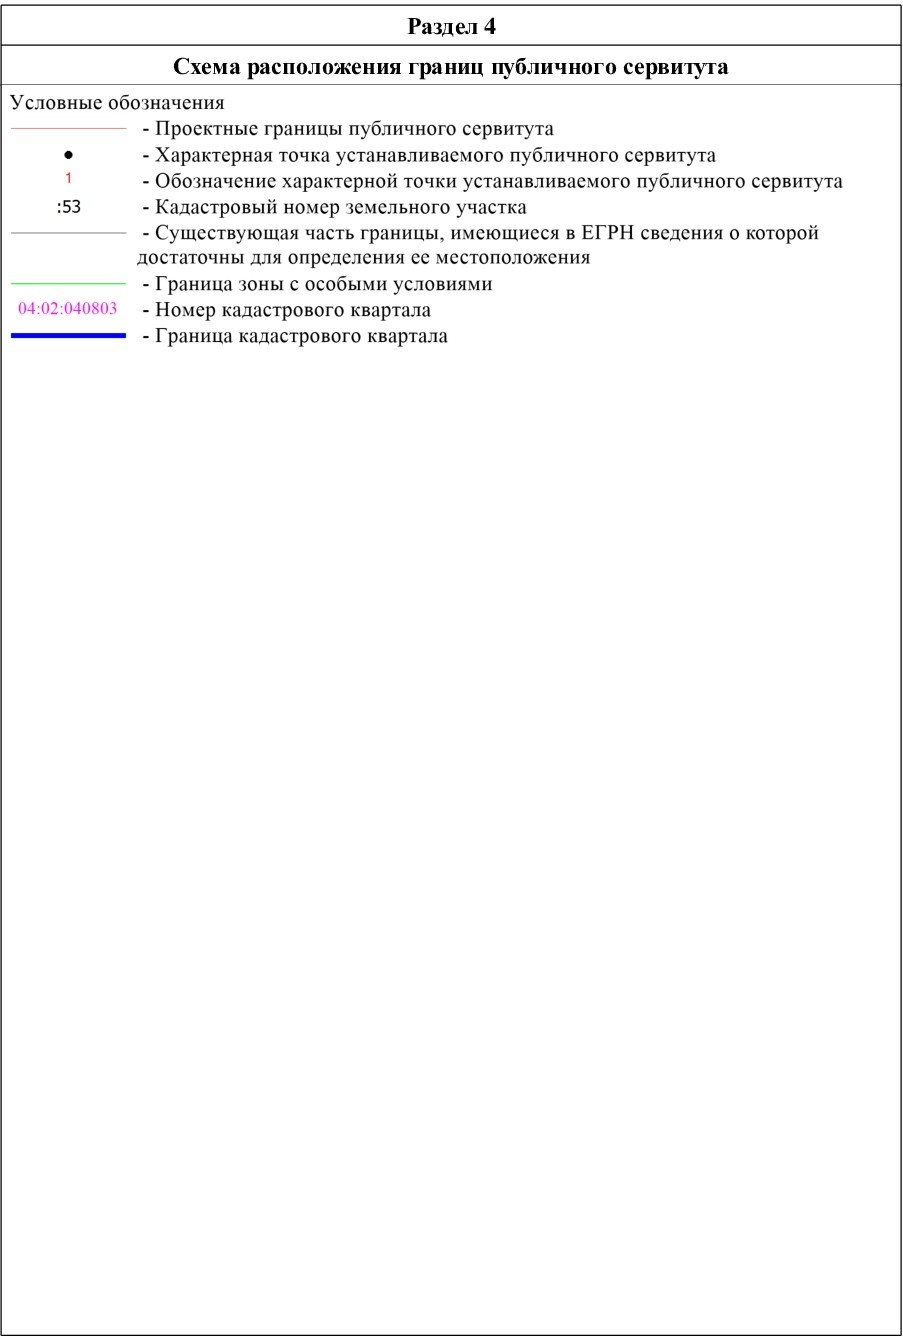 Раздел 4
Схема расположения границ публичного сервитута
Условные обозначения
- Проектные границы публичного сервитута
- Характерная точка устанавливаемого публичного сервитута
1 - Обозначение характерной точки устанавливаемого публичного сервитута
:53 - Кадастровый номер земельного участка
- Существующая часть границы, имеющиеся в ЕГРН сведения о которой
достаточны для определения ее местоположения
- Граница зоны с особыми условиями
04:02:040803 - Номер кадастрового квартала
- Граница кадастрового квартала